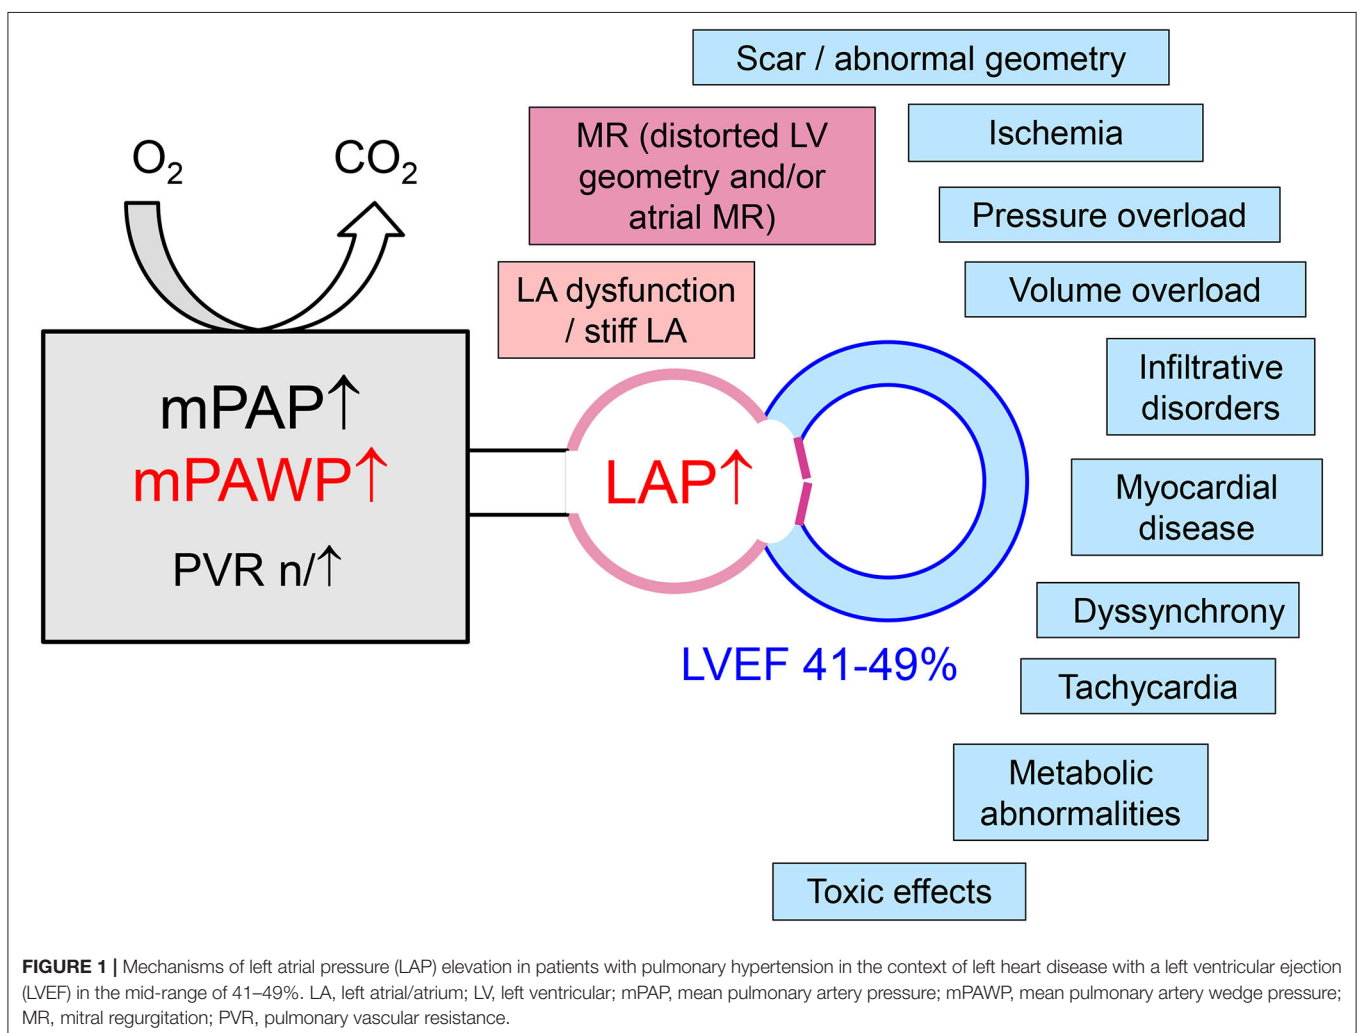 Scar / abnormal geometry
MR (distorted LV
geometry and/or
atrial MR)
Ischemia
O₂
CO₂
Pressure overload
LA dysfunction
/ stiff LA
Volume overload
Infiltrative
disorders
mPAP↑
mPAWP↑
PVR n/↑
LAP↑
Myocardial
disease
Dyssynchrony
LVEF 41-49%
Tachycardia
Metabolic
abnormalities
Toxic effects
FIGURE 1 | Mechanisms of left atrial pressure (LAP) elevation in patients with pulmonary hypertension in the context of left heart disease with a left ventricular ejection
(LVEF) in the mid-range of 41–49%. LA, left atrial/atrium; LV, left ventricular; mPAP, mean pulmonary artery pressure; mPAWP, mean pulmonary artery wedge pressure;
MR, mitral regurgitation; PVR, pulmonary vascular resistance.